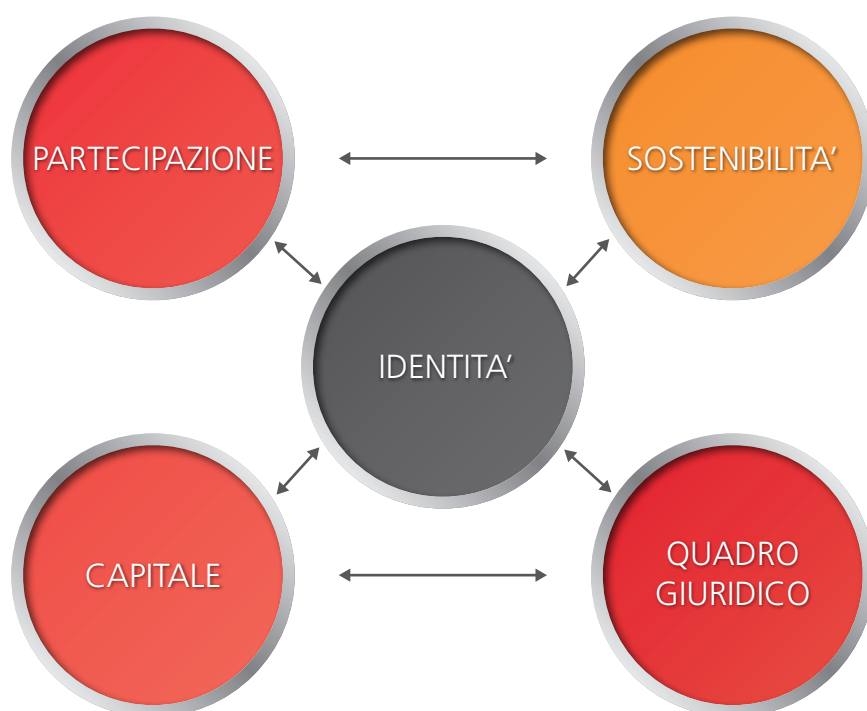 PARTECIPAZIONE
SOSTENIBILITA’
IDENTITA’
CAPITALE
QUADRO
GIURIDICO